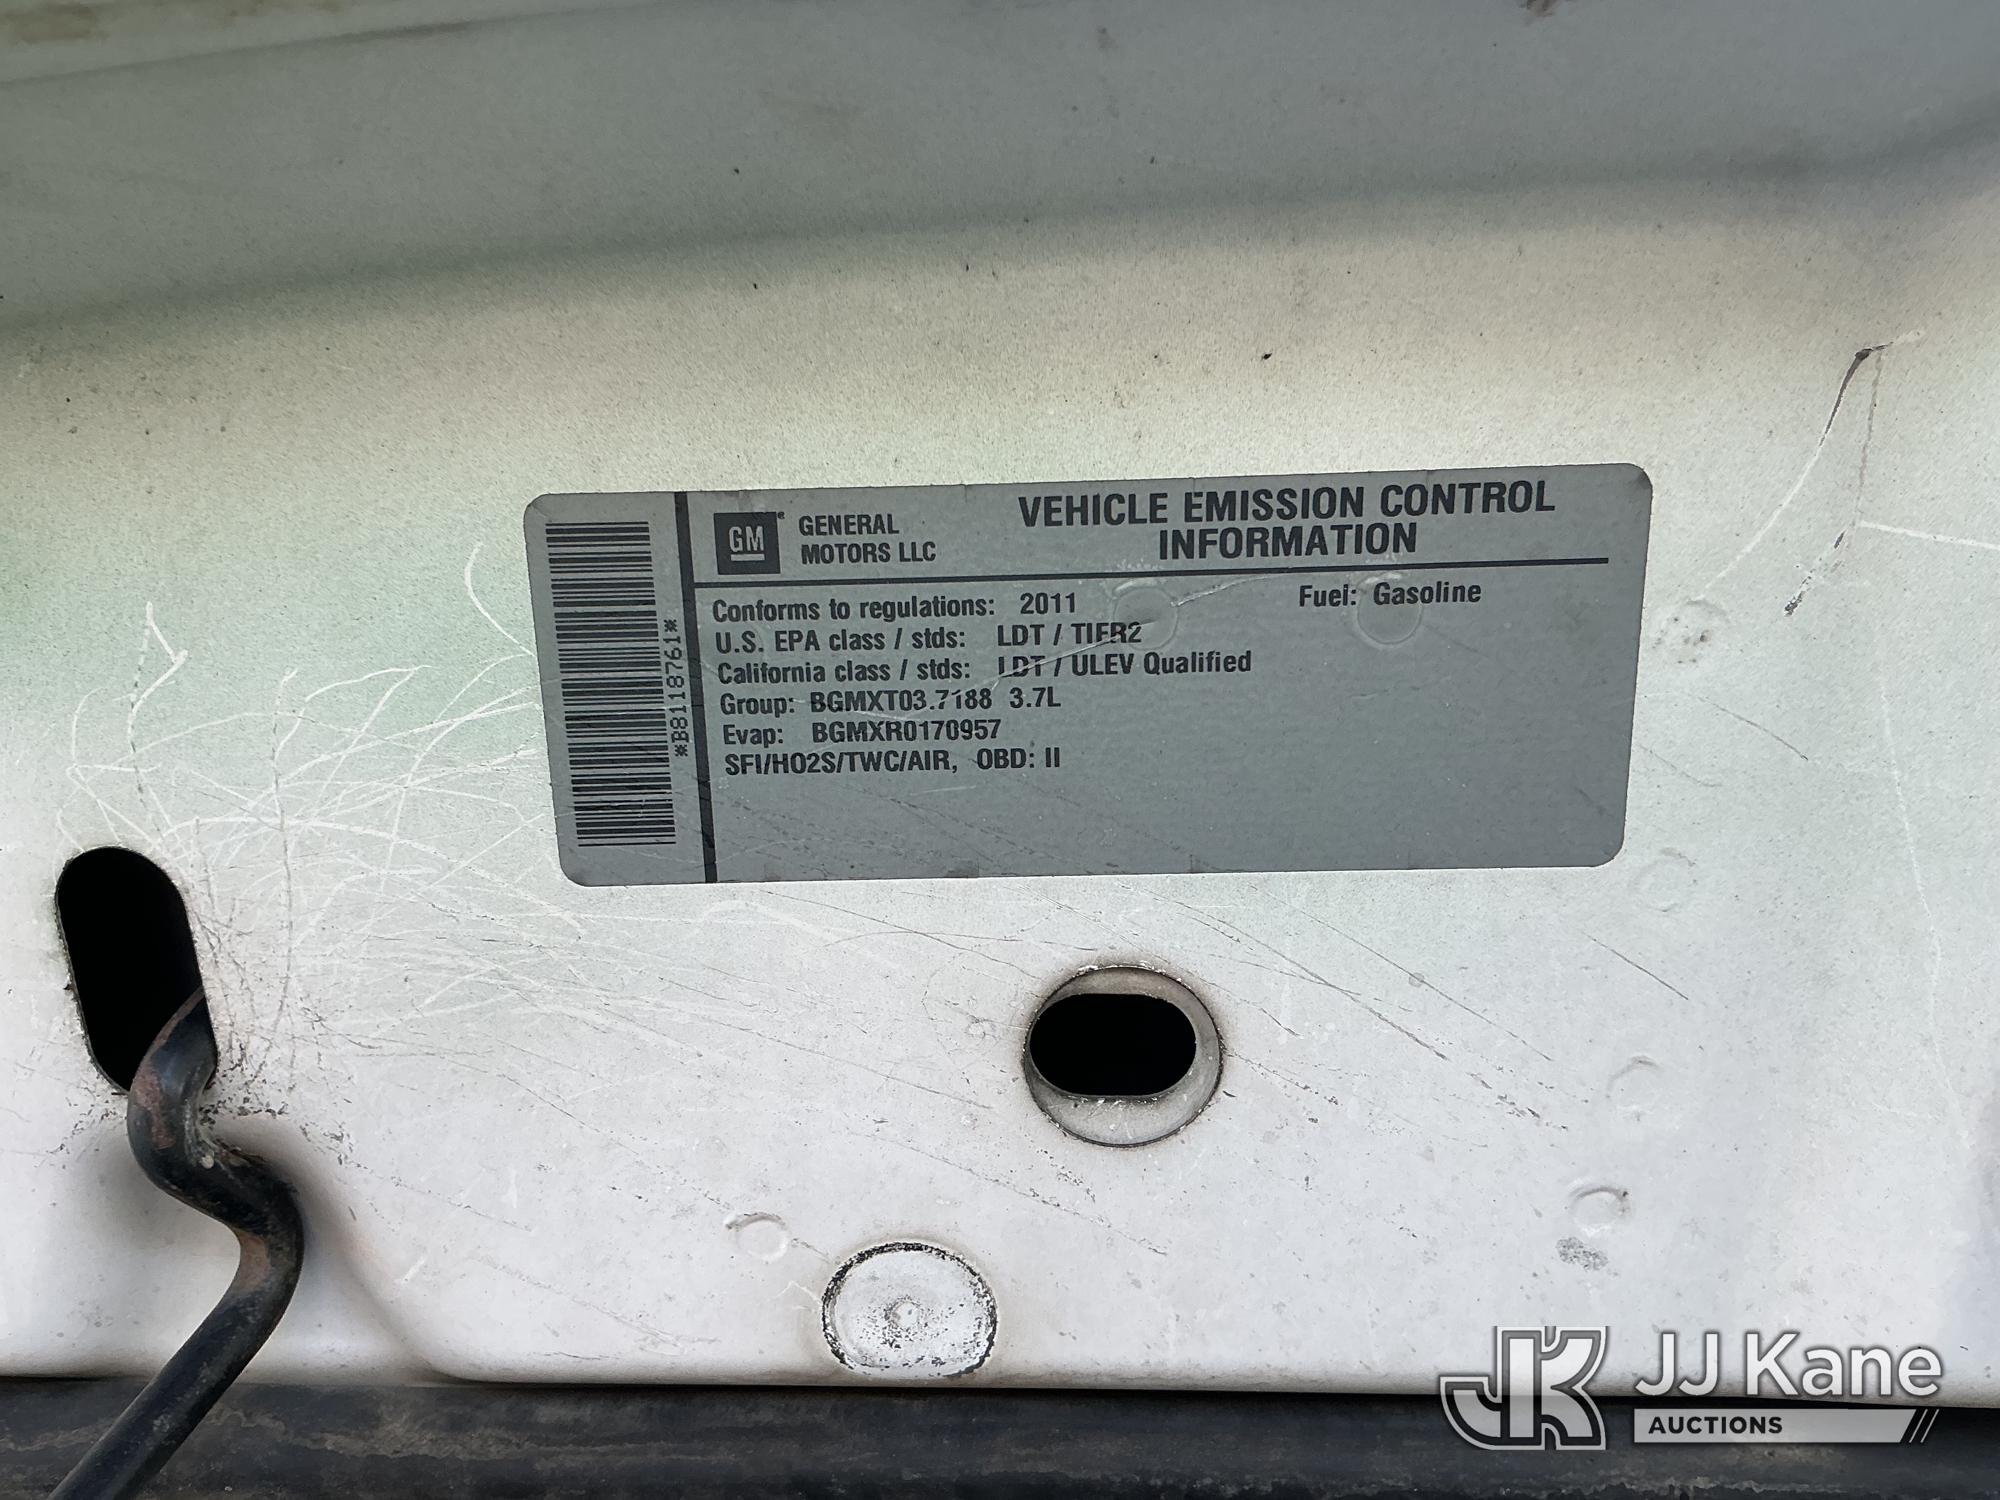 GM GENERAL MOTORS LLC
VEHICLE EMISSION CONTROL
INFORMATION
Conforms to regulations: 2011 Fuel: Gasoline
U.S. EPA class / stds: LDT / TIER2
California class / stds: LDT / ULEV Qualified
Group: BGMXT03.7188 3.7L
Evap: BGMXR0170957
SFI/HO2S/TWC/AIR, OBD: II
*B8118761*
JK JJ Kane
AUCTIONS